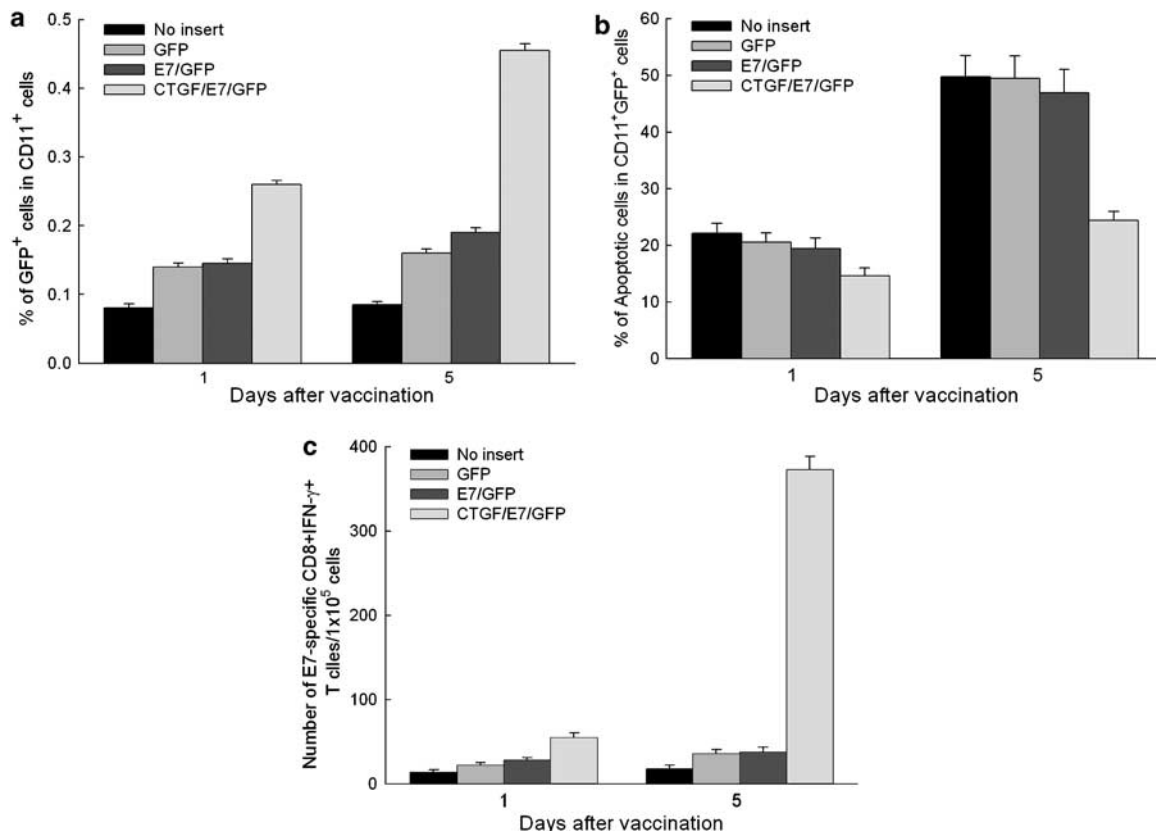 a
No insert
GFP
E7/GFP
CTGF/E7/GFP
% of GFP+ cells in CD11+ cells
0.5
0.4
0.3
0.2
0.1
0.0
1
5
Days after vaccination
b
No insert
GFP
E7/GFP
CTGF/E7/GFP
% of Apoptotic cells in CD11+GFP+ cells
60
50
40
30
20
10
0
1
5
Days after vaccination
c
No insert
GFP
E7/GFP
CTGF/E7/GFP
Number of E7-specific CD8+IFN-γ+
T clles/1x10⁵ cells
400
300
200
100
0
1
5
Days after vaccination